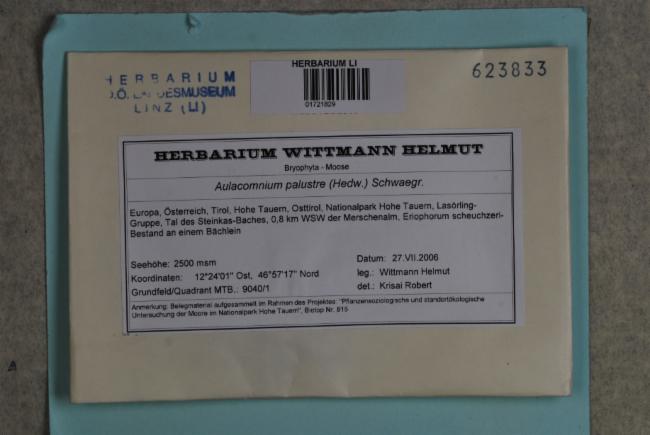 HERBARIUM
O.Ö. LANDESMUSEUM
LINZ (LI)
HERBARIUM LI
01721829
623833
HERBARIUM WITTMANN HELMUT
Bryophyta - Moose
Aulacomnium palustre (Hedw.) Schwaegr.
Europa, Österreich, Tirol, Hohe Tauern, Osttirol, Nationalpark Hohe Tauern, Lasörling-
Gruppe, Tal des Steinkas-Baches, 0,8 km WSW der Merschenalm, Eriophorum scheuchzeri-
Bestand an einem Bächlein
Seehöhe: 2500 msm
Datum: 27.VII.2006
Koordinaten: 12°24'01'' Ost, 46°57'17'' Nord
leg.: Wittmann Helmut
Grundfeld/Quadrant MTB.: 9040/1
det.: Krisai Robert
Anmerkung: Belegmaterial aufgesammelt im Rahmen des Projektes: "Pflanzensoziologische und standortökologische
Untersuchung der Moore im Nationalpark Hohe Tauern", Biotop Nr. 815